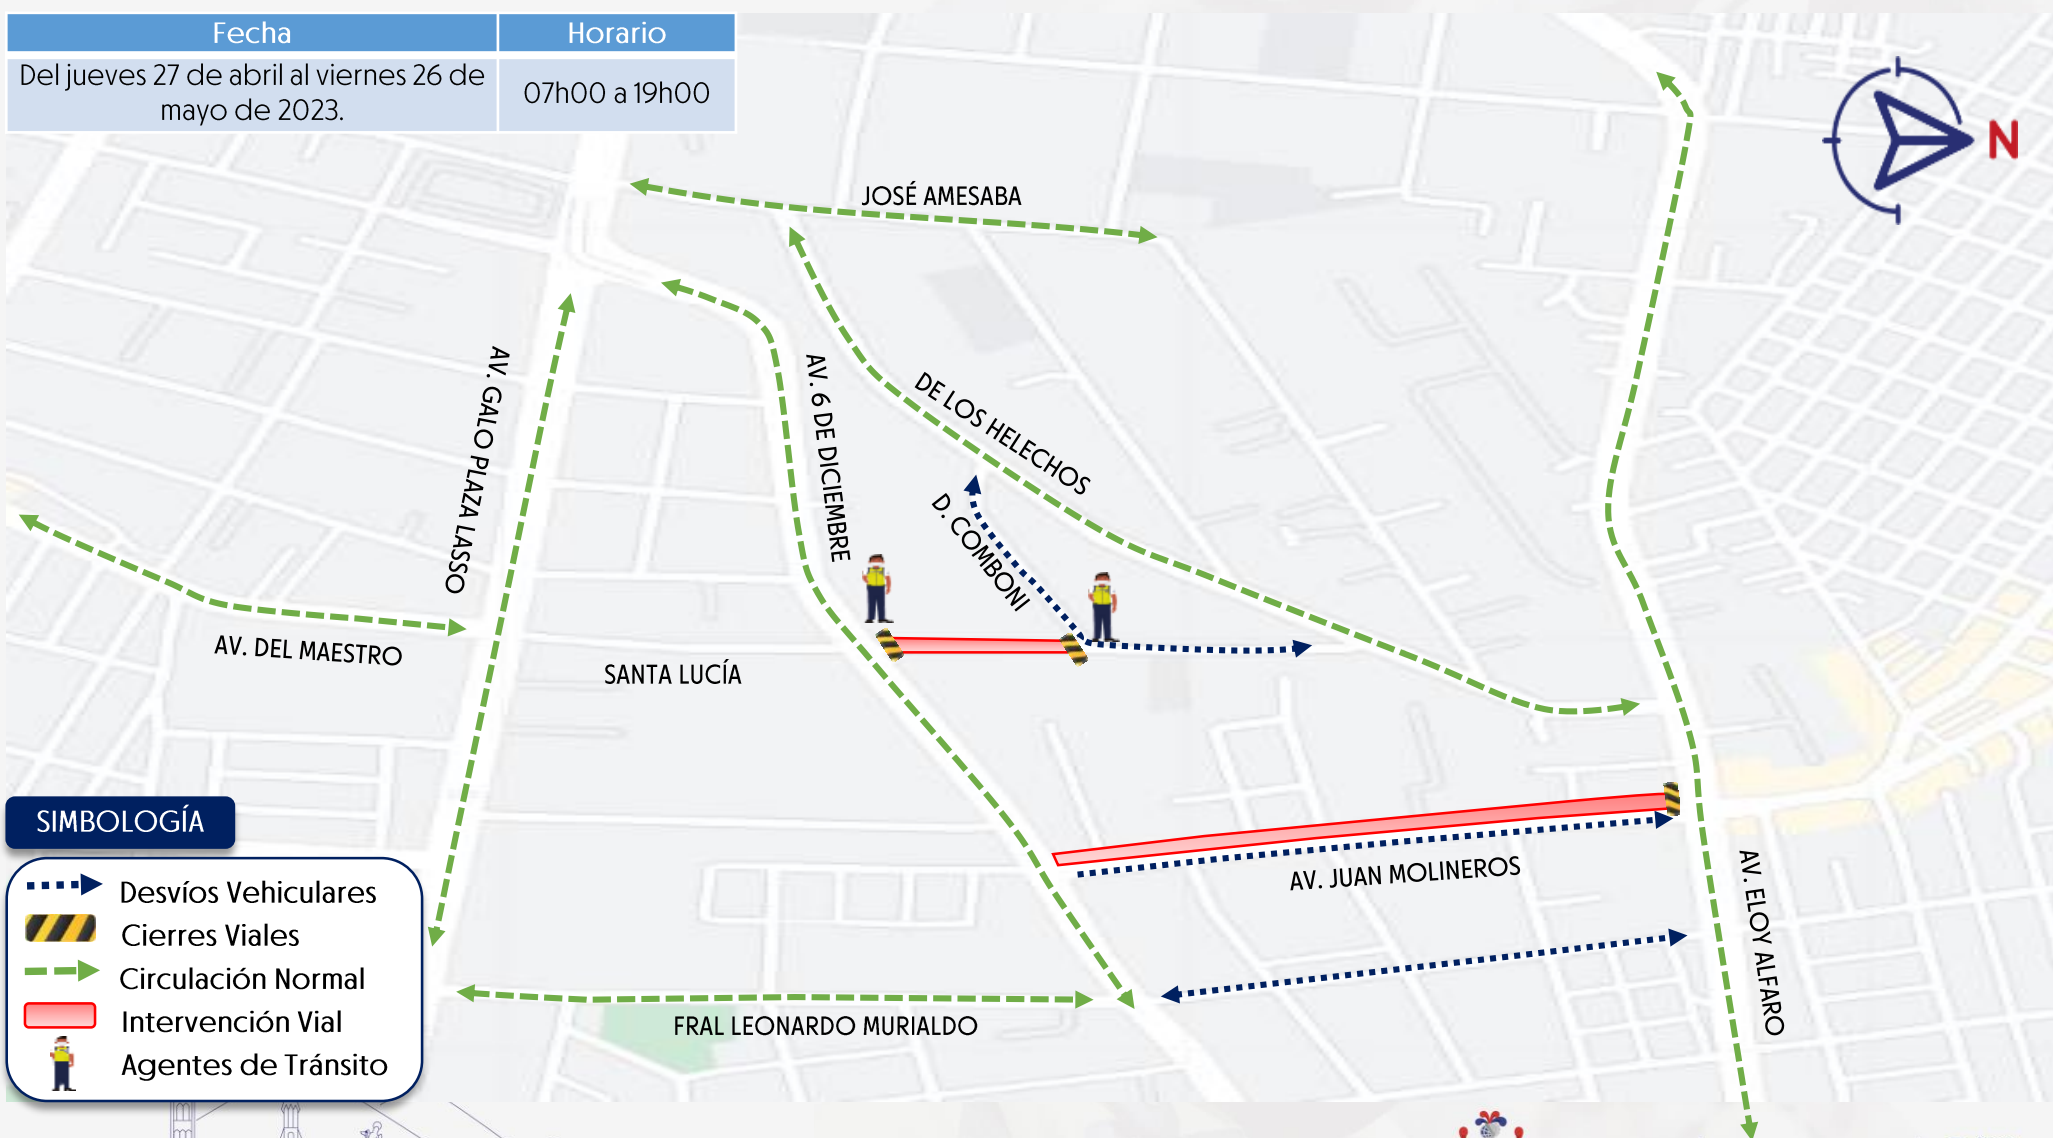 Fecha
Horario
Del jueves 27 de abril al viernes 26 de
mayo de 2023.
07h00 a 19h00
N
JOSÉ AMESABA
AV. GALO PLAZA LASSO
AV. 6 DE DICIEMBRE
DE LOS HELECHOS
D. COMBONI
AV. DEL MAESTRO
SANTA LUCÍA
AV. JUAN MOLINEROS
AV. ELOY ALFARO
FRAL LEONARDO MURIALDO
SIMBOLOGÍA
Desvíos Vehiculares
Cierres Viales
Circulación Normal
Intervención Vial
Agentes de Tránsito